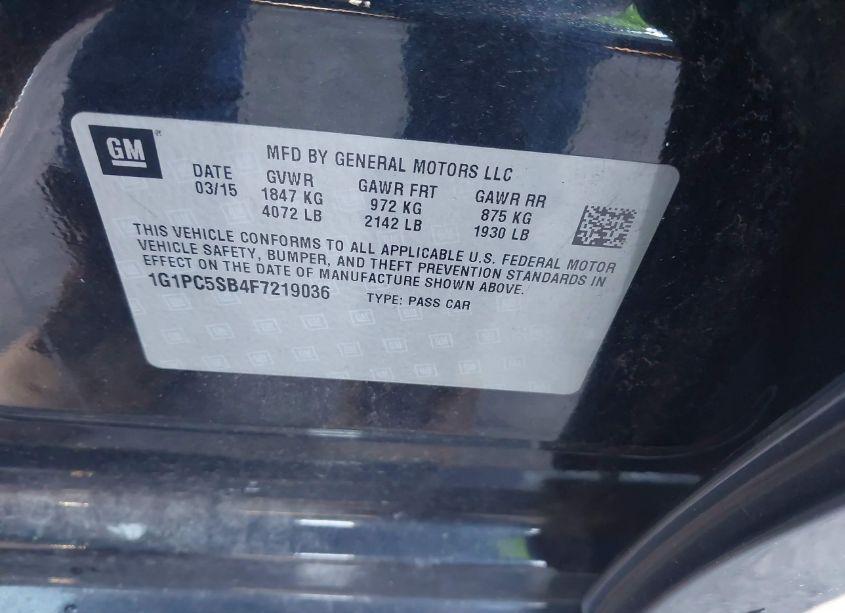 GM
MFD BY GENERAL MOTORS LLC
DATE GVWR GAWR FRT GAWR RR
03/15 1847 KG 972 KG 875 KG
4072 LB 2142 LB 1930 LB
THIS VEHICLE CONFORMS TO ALL APPLICABLE U.S. FEDERAL MOTOR
VEHICLE SAFETY, BUMPER, AND THEFT PREVENTION STANDARDS IN
EFFECT ON THE DATE OF MANUFACTURE SHOWN ABOVE.
1G1PC5SB4F7219036 TYPE: PASS CAR